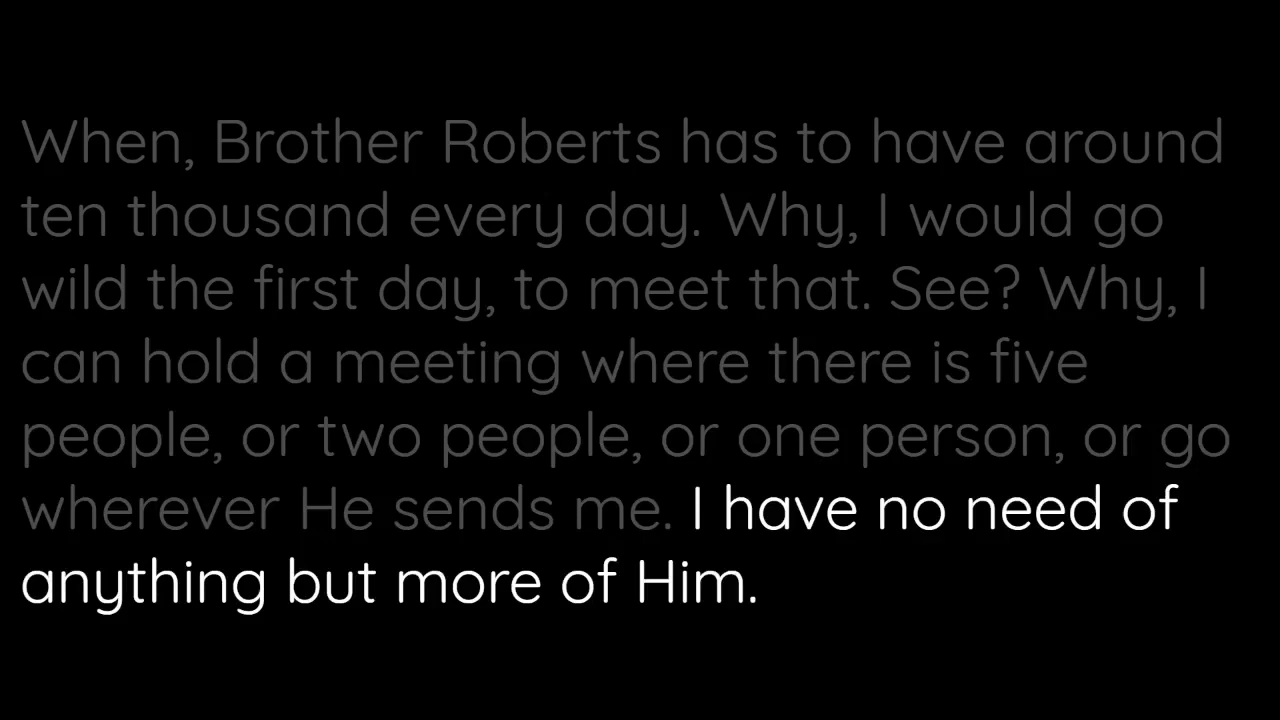 When, Brother Roberts has to have around
ten thousand every day. Why, I would go
wild the first day, to meet that. See? Why, I
can hold a meeting where there is five
people, or two people, or one person, or go
wherever He sends me. I have no need of
anything but more of Him.